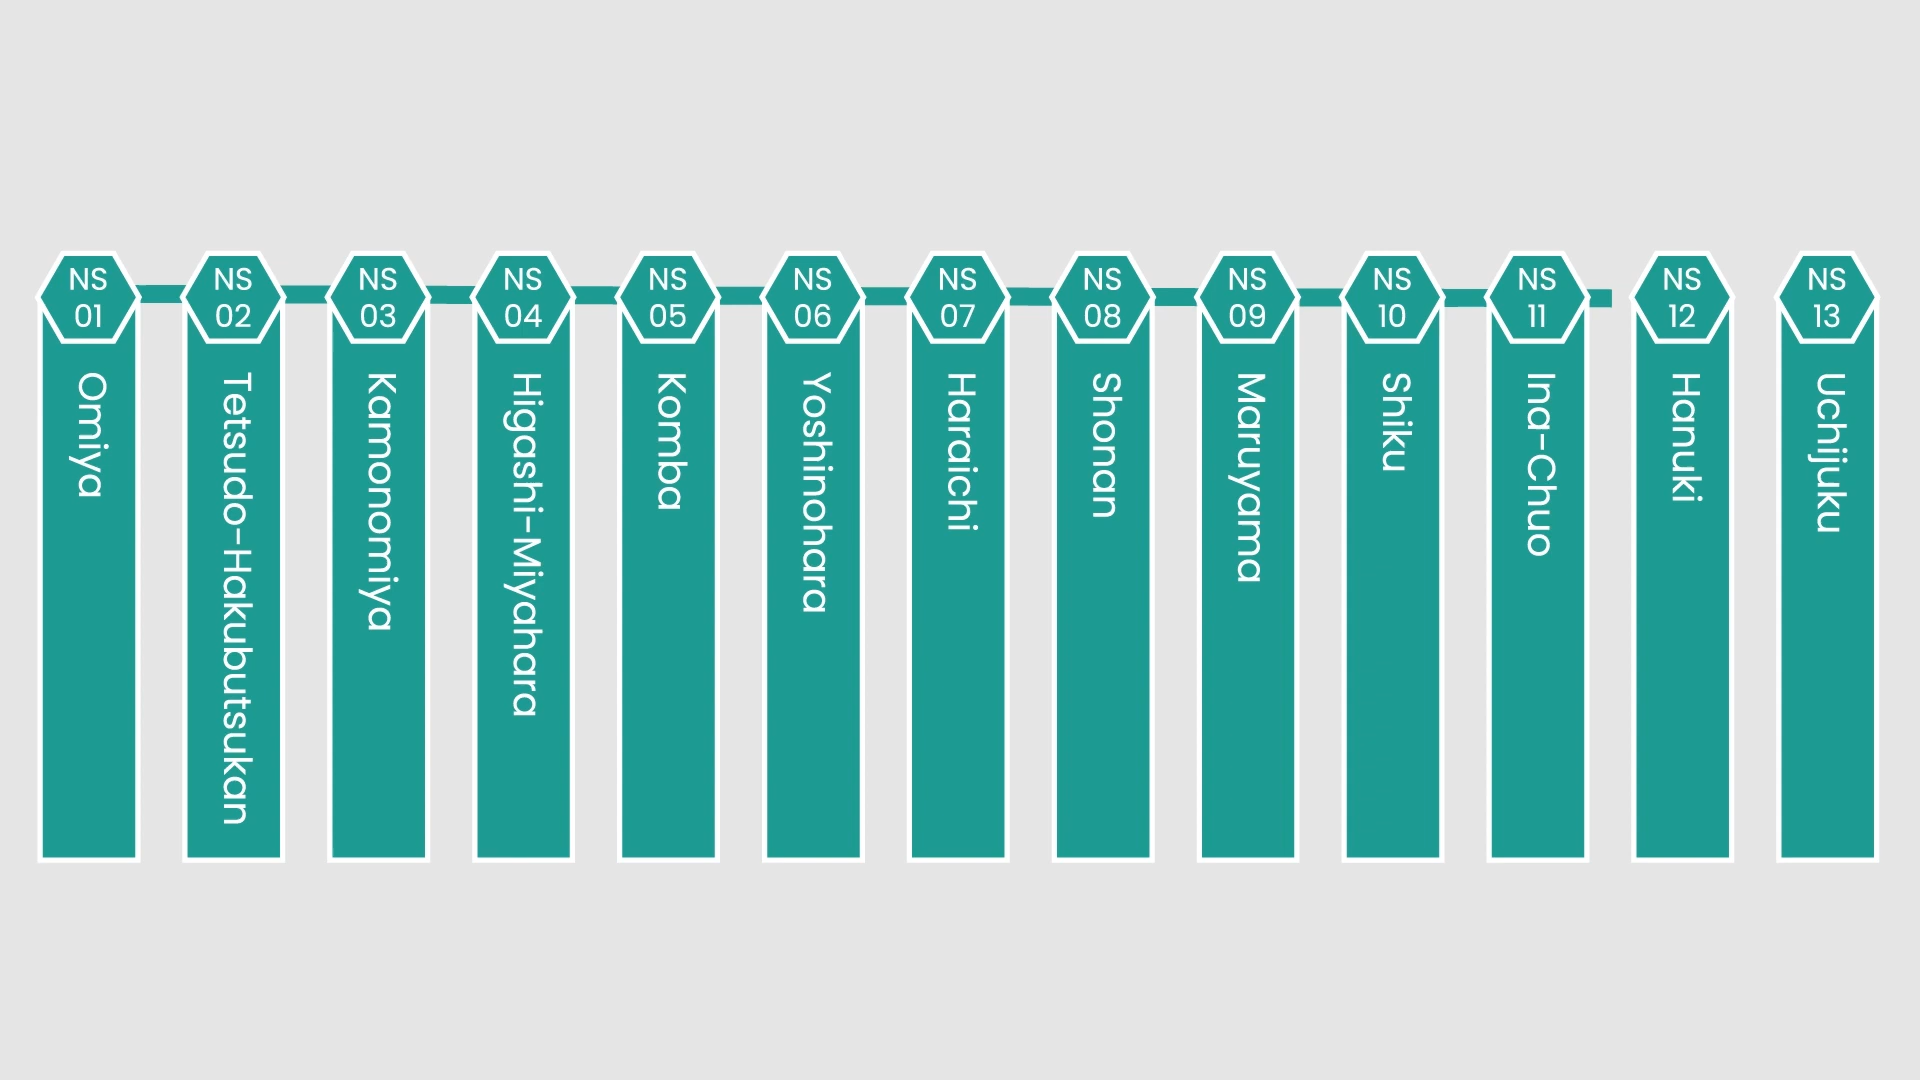 NS
01
Omiya
NS
02
Tetsudo-Hakubutsukan
NS
03
Kamonomiya
NS
04
Higashi-Miyahara
NS
05
Komba
NS
06
Yoshinohara
NS
07
Haraichi
NS
08
Shonan
NS
09
Maruyama
NS
10
Shiku
NS
11
Ina-Chuo
NS
12
Hanuki
NS
13
Uchijuku